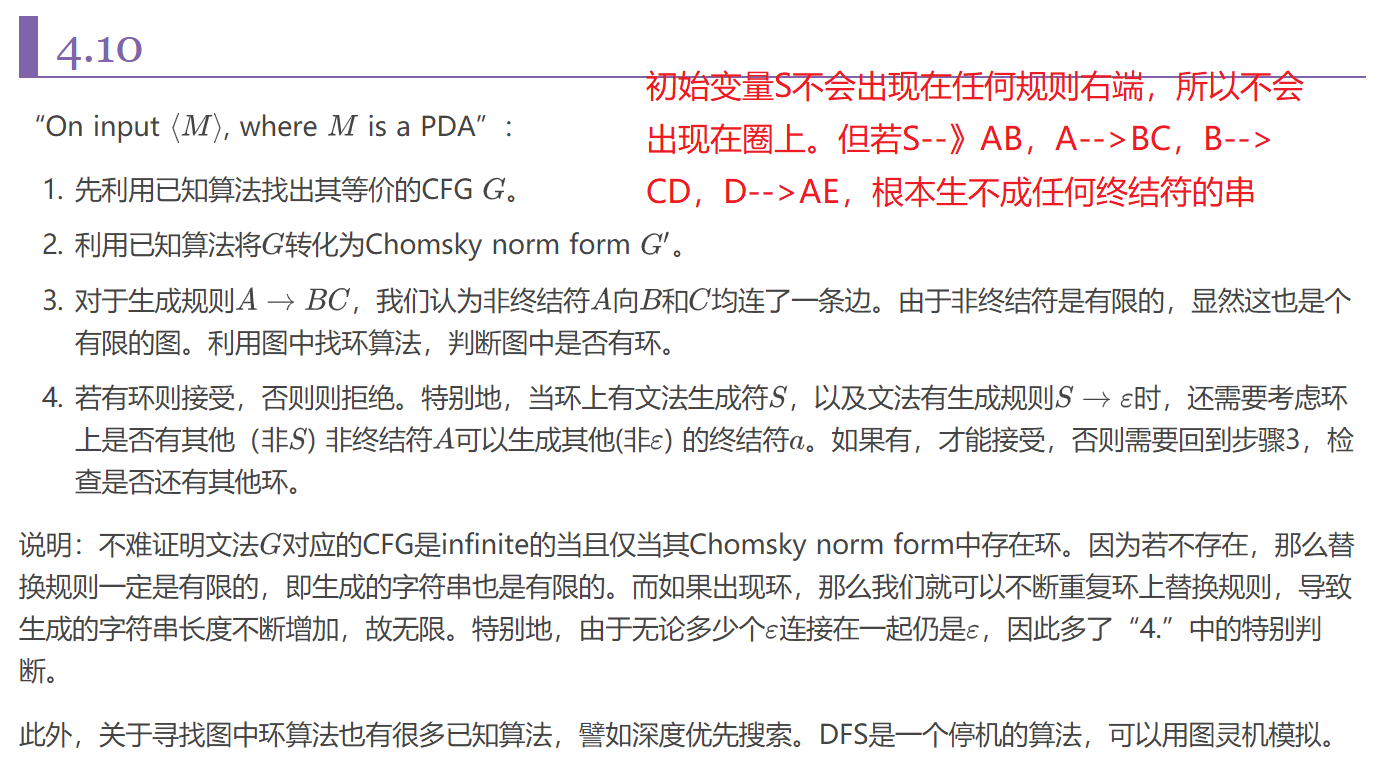 4.10
初始变量S不会出现在任何规则右端，所以不会
出现在圈上。但若S--》AB，A-->BC，B-->
CD，D-->AE，根本生不成任何终结符的串
“On input ⟨M⟩, where M is a PDA”：
1. 先利用已知算法找出其等价的CFG G。
2. 利用已知算法将G转化为Chomsky norm form G′。
3. 对于生成规则A → BC，我们认为非终结符A向B和C均连了一条边。由于非终结符是有限的，显然这也是个
有限的图。利用图中找环算法，判断图中是否有环。
4. 若有环则接受，否则则拒绝。特别地，当环上有文法生成符S，以及文法有生成规则S → ε时，还需要考虑环
上是否有其他（非S) 非终结符A可以生成其他(非ε) 的终结符a。如果有，才能接受，否则需要回到步骤3，检
查是否还有其他环。
说明：不难证明文法G对应的CFG是infinite的当且仅当其Chomsky norm form中存在环。因为若不存在，那么替
换规则一定是有限的，即生成的字符串也是有限的。而如果出现环，那么我们就可以不断重复环上替换规则，导致
生成的字符串长度不断增加，故无限。特别地，由于无论多少个ε连接在一起仍是ε，因此多了“4.”中的特别判
断。
此外，关于寻找图中环算法也有很多已知算法，譬如深度优先搜索。DFS是一个停机的算法，可以用图灵机模拟。